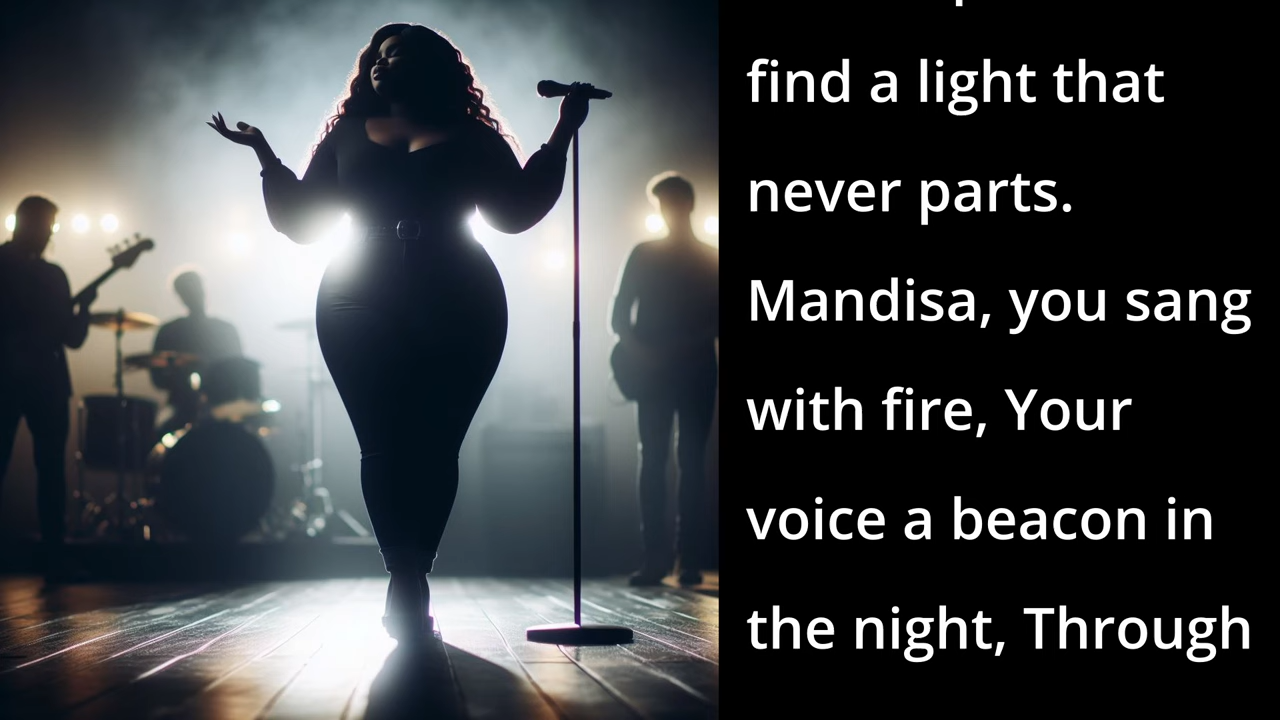 find a light that
never parts.
Mandisa, you sang
with fire, Your
voice a beacon in
the night, Through